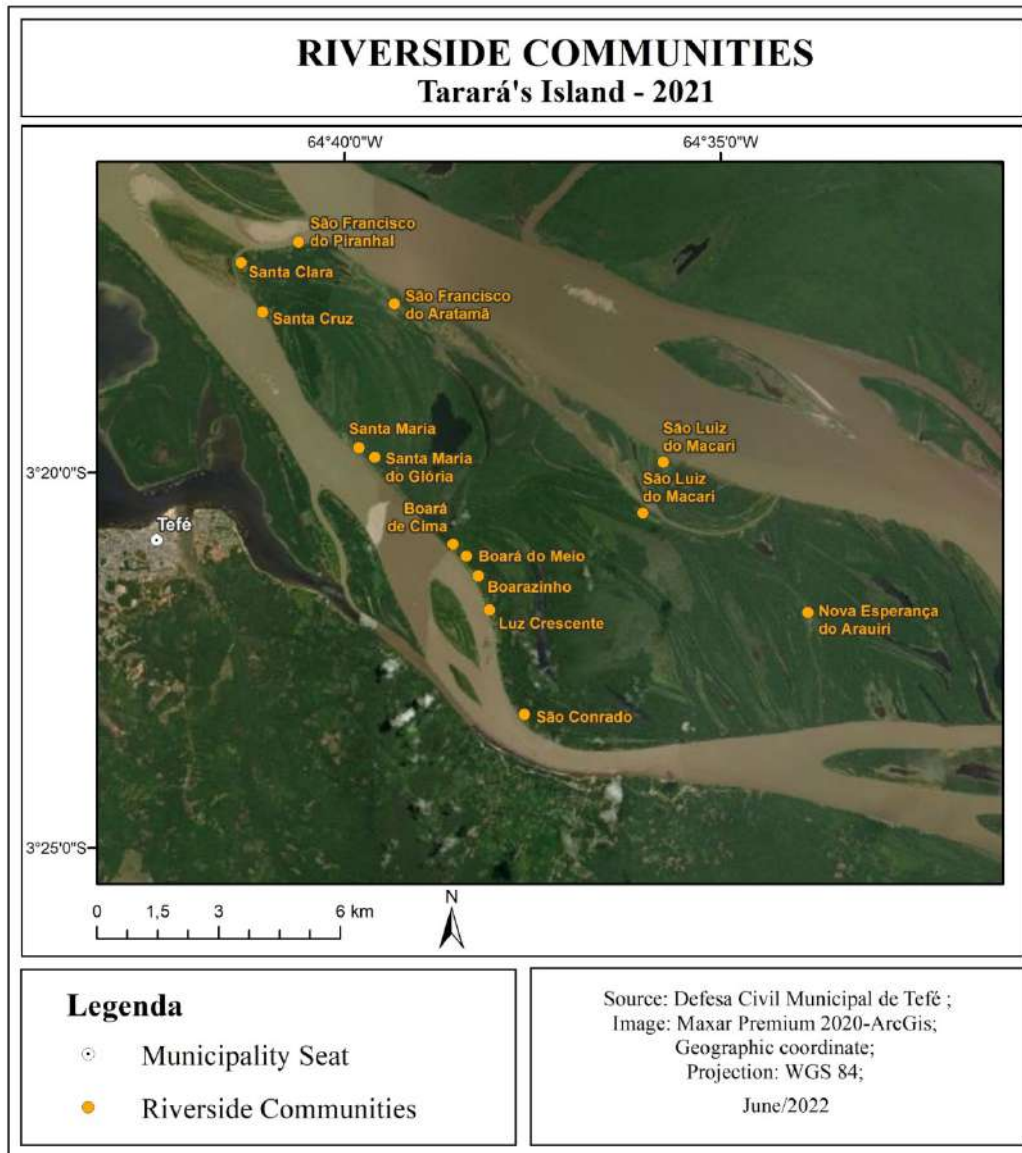 RIVERSIDE COMMUNITIES
Tarará's Island - 2021
64°40'0"W
64°35'0"W
São Francisco
do Piranhal
Santa Clara
São Francisco
do Aratamã
Santa Cruz
Santa Maria
Santa Maria
do Glória
São Luiz
do Macari
São Luiz
do Macari
3°20'0"S
Boará
de Cima
Tefé
Boará do Meio
Boarazinho
Luz Crescente
Nova Esperança
do Arauiri
São Conrado
3°25'0"S
0 1,5 3 6 km
N
Legenda
Municipality Seat
Riverside Communities
Source: Defesa Civil Municipal de Tefé ;
Image: Maxar Premium 2020-ArcGis;
Geographic coordinate;
Projection: WGS 84;
June/2022